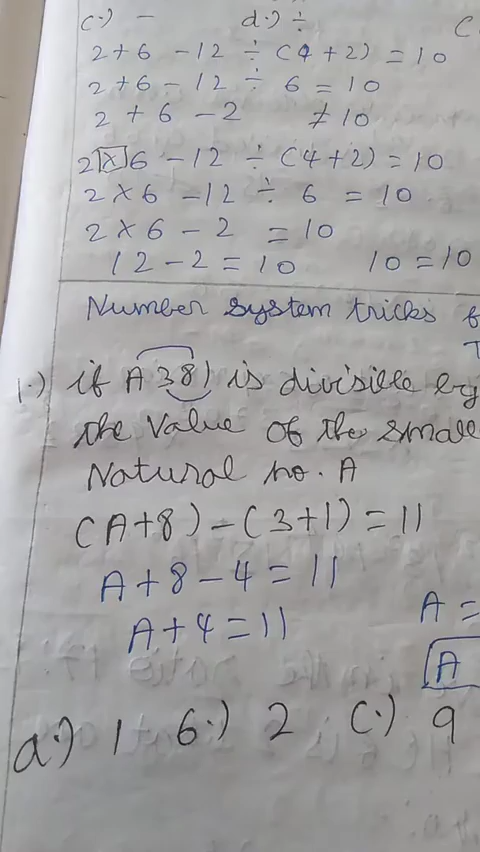 c.) - d.) ÷ C
2 + 6 - 12 ÷ (4 + 2) = 10
2 + 6 - 12 ÷ 6 = 10
2 + 6 - 2 ≠ 10
2 × 6 - 12 ÷ (4 + 2) = 10
2 × 6 - 12 ÷ 6 = 10
2 × 6 - 2 = 10
12 - 2 = 10 10 = 10
Number system tricks
1.) if A 381 is divisible by
the value of the small
Natural no. A
(A + 8) - (3 + 1) = 11
A + 8 - 4 = 11
A + 4 = 11
A =
A
a.) 1 b.) 2 c.) 9